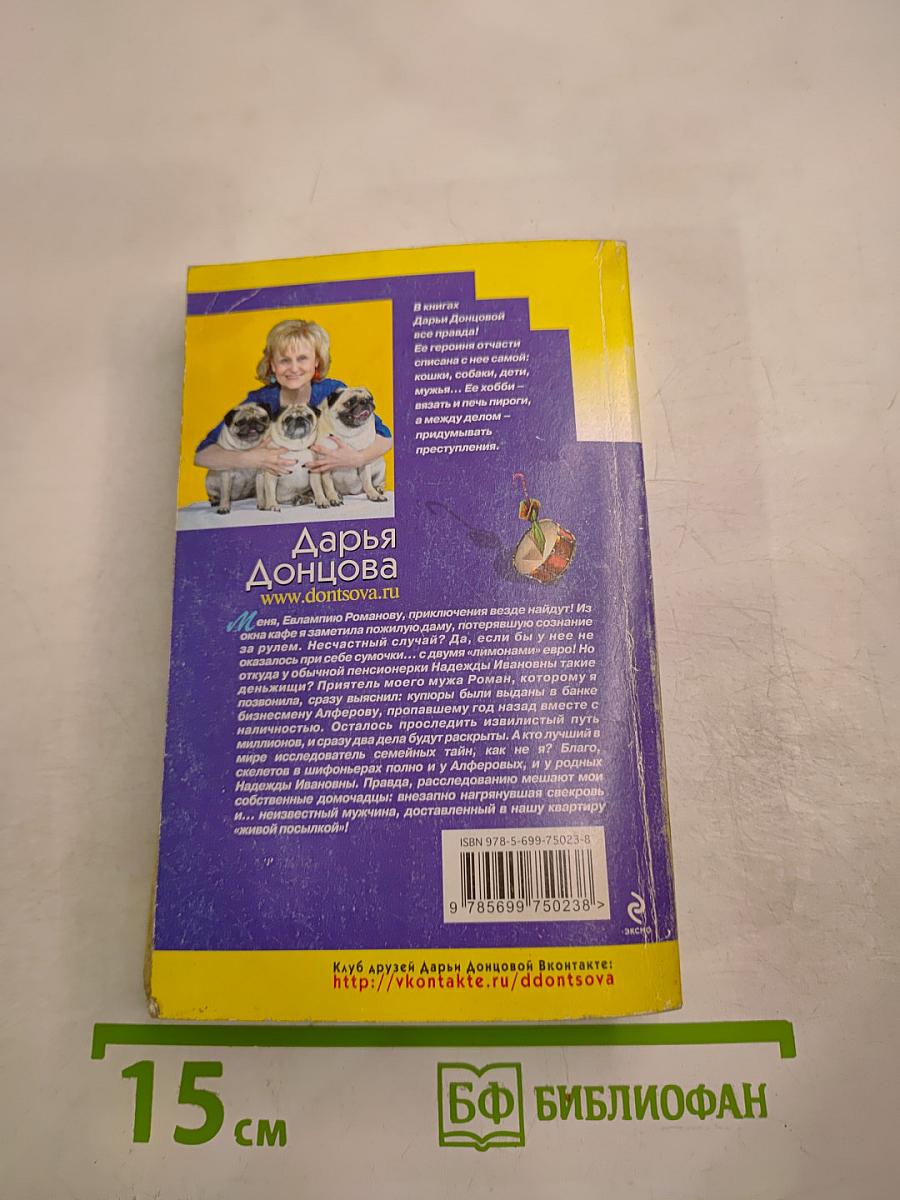 В книгах
Дарьи Донцовой
все правда!
Ее героиня отчасти
списана с нее самой:
кошки, собаки, дети,
мужья... Ее хобби –
вязать и печь пироги,
а между делом –
придумывать
преступления.
Дарья
Донцова
www.dontsova.ru
Меня, Евлампию Романову, приключения везде найдут! Из
окна кафе я заметила пожилую даму, потерявшую сознание
за рулем. Несчастный случай? Да, если бы у нее не
оказалось при себе сумочки... с двумя «лимонами» евро! Но
откуда у обычной пенсионерки Надежды Ивановны такие
деньжищи? Приятель моего мужа Роман, которому я
позвонила, сразу выяснил: купюры были выданы в банке
бизнесмену Алферову, пропавшему год назад вместе с
наличностью. Осталось проследить извилистый путь
миллионов, и сразу два дела будут раскрыты. А кто лучший в
мире исследователь семейных тайн, как не я? Благо,
скелетов в шифоньерах полно и у Алферовых, и у родных
Надежды Ивановны. Правда, расследованию мешают мои
собственные домочадцы: внезапно нагрянувшая свекровь
и... неизвестный мужчина, доставленный в нашу квартиру
«живой посылкой»!
ISBN 978-5-699-75023-8
9 785699 750238 >
ЭКСМО
Клуб друзей Дарьи Донцовой Вконтакте:
http://vkontakte.ru/ddontsova
15 см
БФ БИБЛИОФАН